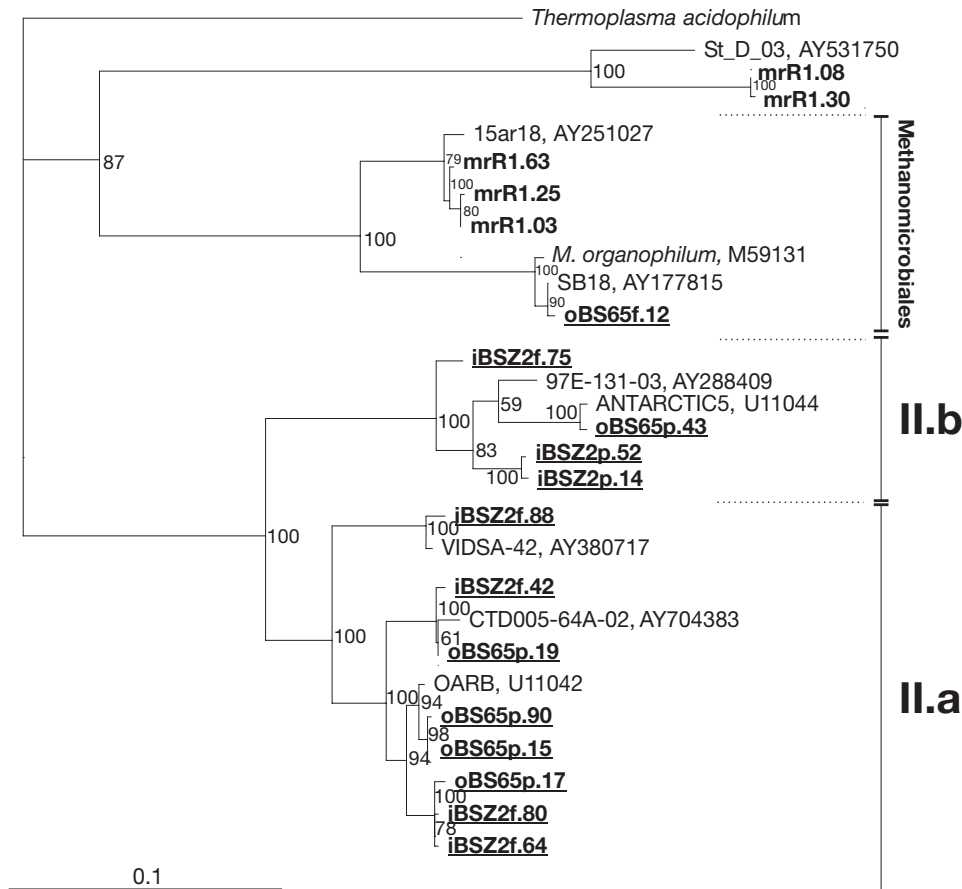 Thermoplasma acidophilum
St_D_03, AY531750
100
mrR1.08
100
mrR1.30
87
15ar18, AY251027
79
mrR1.63
100
mrR1.25
80
mrR1.03
100
M. organophilum, M59131
100
SB18, AY177815
90
oBS65f.12
Methanomicrobiales
iBSZ2f.75
97E-131-03, AY288409
59
ANTARCTIC5, U11044
100
100
oBS65p.43
II.b
83
iBSZ2p.52
100
iBSZ2p.14
iBSZ2f.88
100
100
VIDSA-42, AY380717
iBSZ2f.42
100
CTD005-64A-02, AY704383
100
61
oBS65p.19
OARB, U11042
100
94
II.a
oBS65p.90
98
oBS65p.15
94
oBS65p.17
100
iBSZ2f.80
78
iBSZ2f.64
0.1